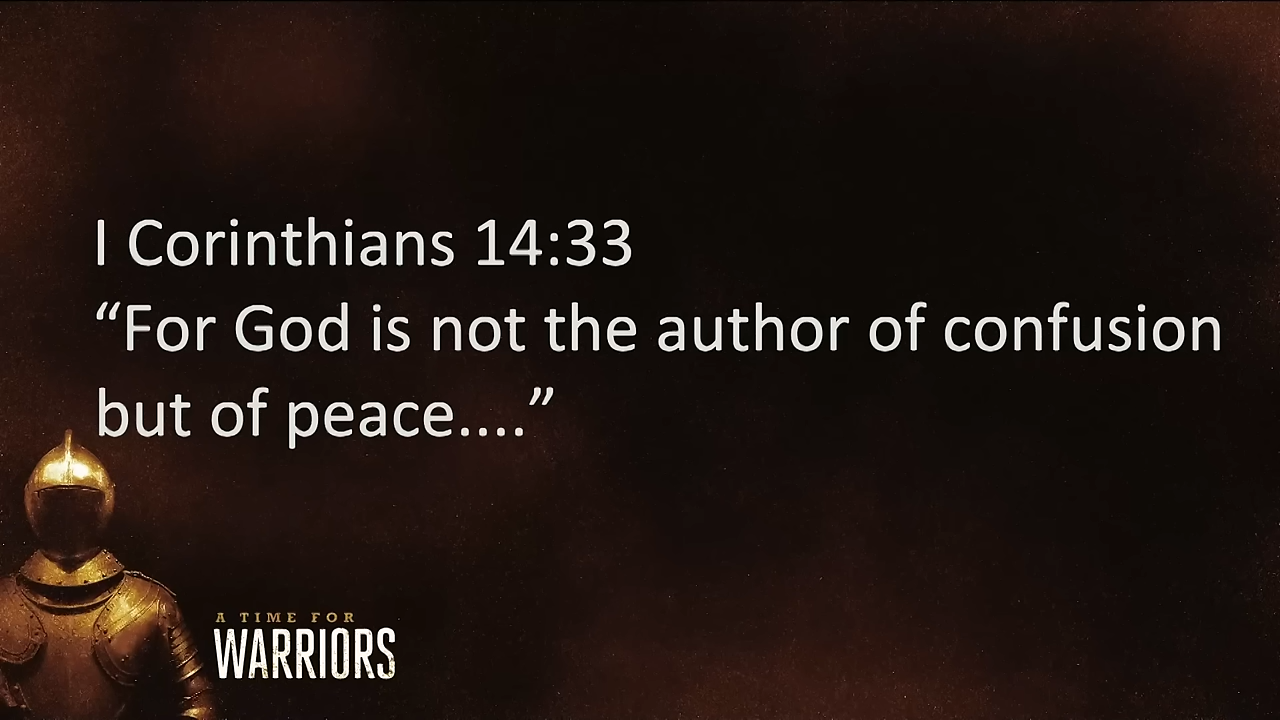 I Corinthians 14:33
“For God is not the author of confusion
but of peace....”
A TIME FOR
WARRIORS